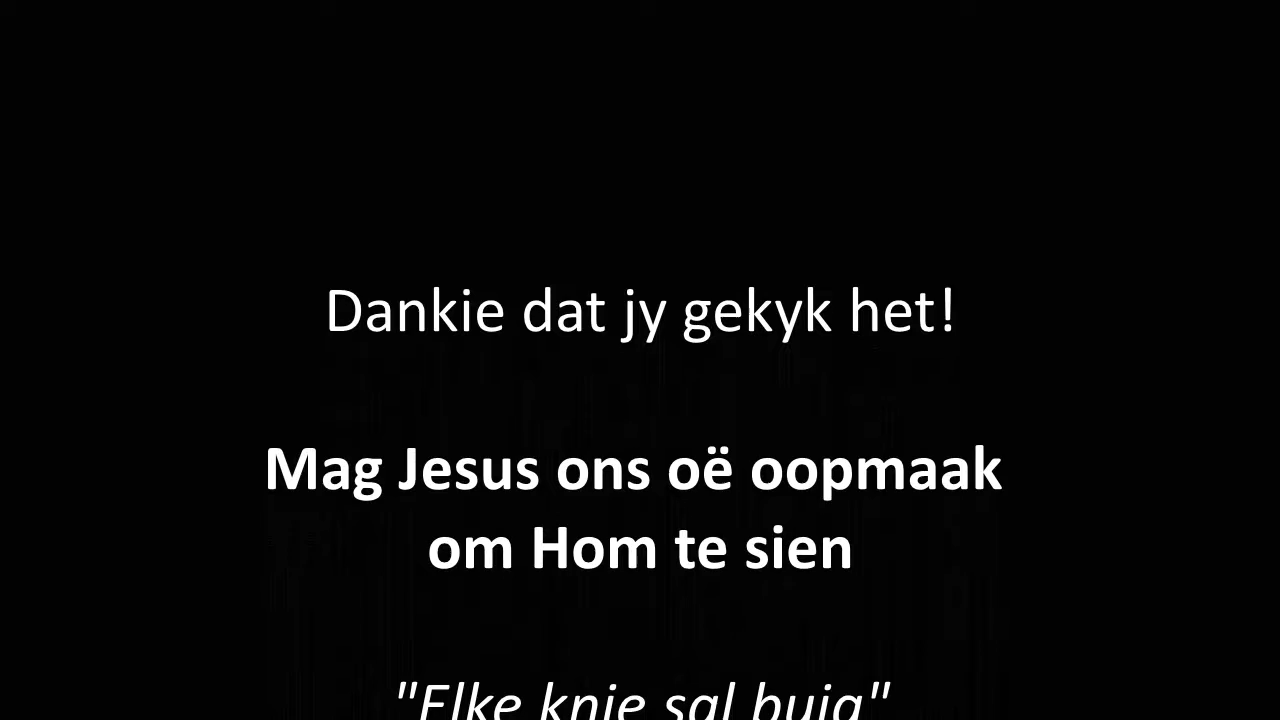 Dankie dat jy gekyk het!
Mag Jesus ons oë oopmaak
om Hom te sien
"Elke knie sal buig"